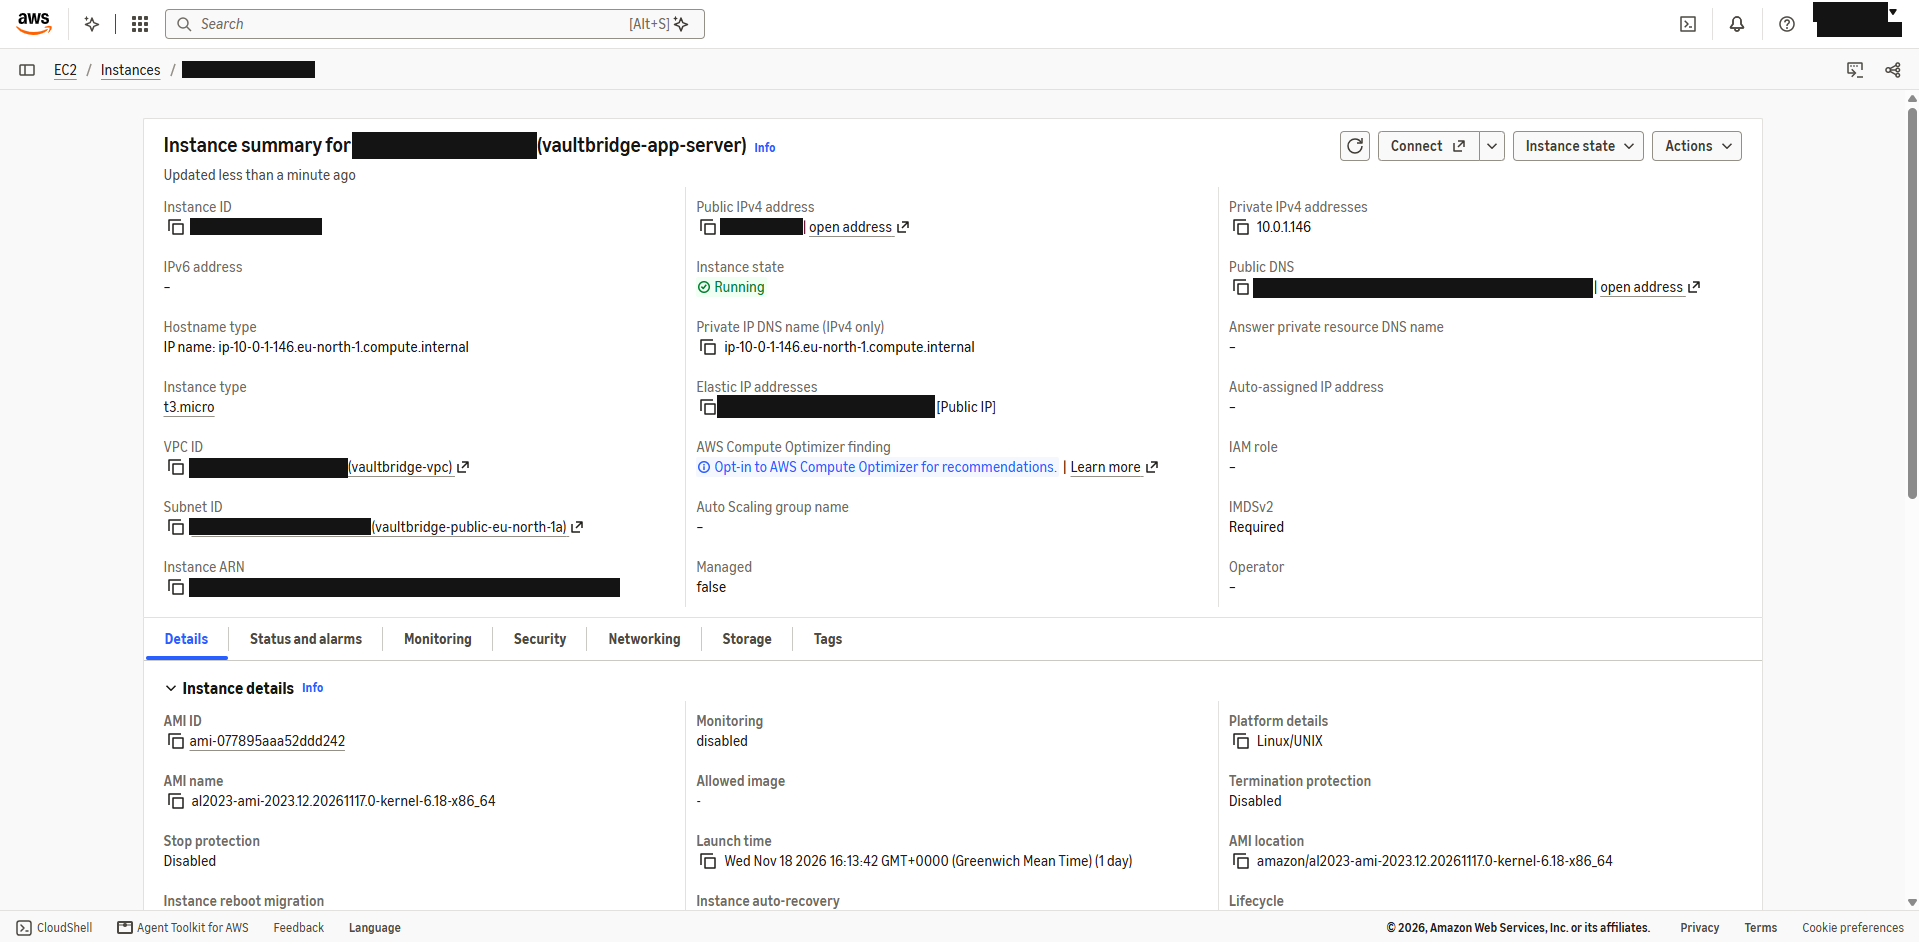 aws
Search [Alt+S]
EC2 / Instances /
Instance summary for (vaultbridge-app-server) Info
Updated less than a minute ago
Connect
Instance state
Actions
Instance ID
Public IPv4 address
| open address
Private IPv4 addresses
10.0.1.146
IPv6 address
–
Instance state
Running
Public DNS
| open address
Hostname type
IP name: ip-10-0-1-146.eu-north-1.compute.internal
Private IP DNS name (IPv4 only)
ip-10-0-1-146.eu-north-1.compute.internal
Answer private resource DNS name
–
Instance type
t3.micro
Elastic IP addresses
[Public IP]
Auto-assigned IP address
–
VPC ID
(vaultbridge-vpc)
AWS Compute Optimizer finding
Opt-in to AWS Compute Optimizer for recommendations. | Learn more
IAM role
–
Subnet ID
(vaultbridge-public-eu-north-1a)
Auto Scaling group name
–
IMDSv2
Required
Instance ARN
Managed
false
Operator
–
Details
Status and alarms
Monitoring
Security
Networking
Storage
Tags
Instance details Info
AMI ID
ami-077895aaa52ddd242
Monitoring
disabled
Platform details
Linux/UNIX
AMI name
al2023-ami-2023.12.20261117.0-kernel-6.18-x86_64
Allowed image
-
Termination protection
Disabled
Stop protection
Disabled
Launch time
Wed Nov 18 2026 16:13:42 GMT+0000 (Greenwich Mean Time) (1 day)
AMI location
amazon/al2023-ami-2023.12.20261117.0-kernel-6.18-x86_64
Instance reboot migration
Instance auto-recovery
Lifecycle
CloudShell
Agent Toolkit for AWS
Feedback
Language
© 2026, Amazon Web Services, Inc. or its affiliates.
Privacy
Terms
Cookie preferences